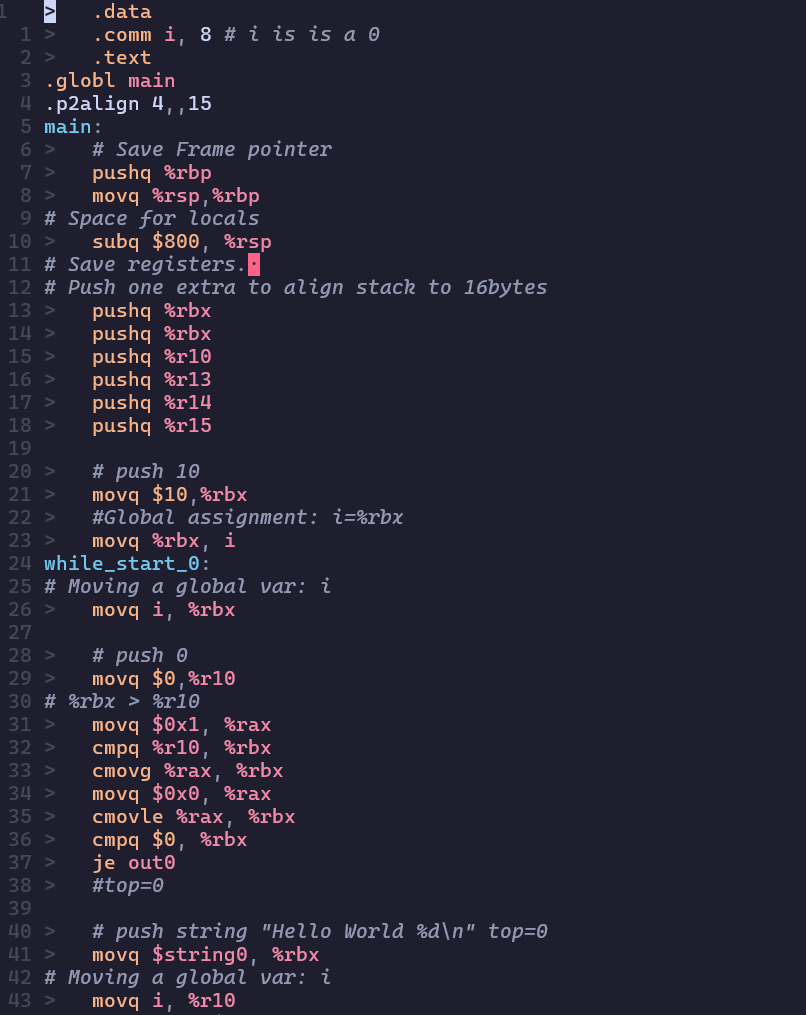 1 > .data
1 > .comm i, 8 # i is is a 0
2 > .text
3 .globl main
4 .p2align 4,,15
5 main:
6 > # Save Frame pointer
7 > pushq %rbp
8 > movq %rsp,%rbp
9 # Space for locals
10 > subq $800, %rsp
11 # Save registers.·
12 # Push one extra to align stack to 16bytes
13 > pushq %rbx
14 > pushq %rbx
15 > pushq %r10
16 > pushq %r13
17 > pushq %r14
18 > pushq %r15
19
20 > # push 10
21 > movq $10,%rbx
22 > #Global assignment: i=%rbx
23 > movq %rbx, i
24 while_start_0:
25 # Moving a global var: i
26 > movq i, %rbx
27
28 > # push 0
29 > movq $0,%r10
30 # %rbx > %r10
31 > movq $0x1, %rax
32 > cmpq %r10, %rbx
33 > cmovg %rax, %rbx
34 > movq $0x0, %rax
35 > cmovle %rax, %rbx
36 > cmpq $0, %rbx
37 > je out0
38 > #top=0
39
40 > # push string "Hello World %d\n" top=0
41 > movq $string0, %rbx
42 # Moving a global var: i
43 > movq i, %r10